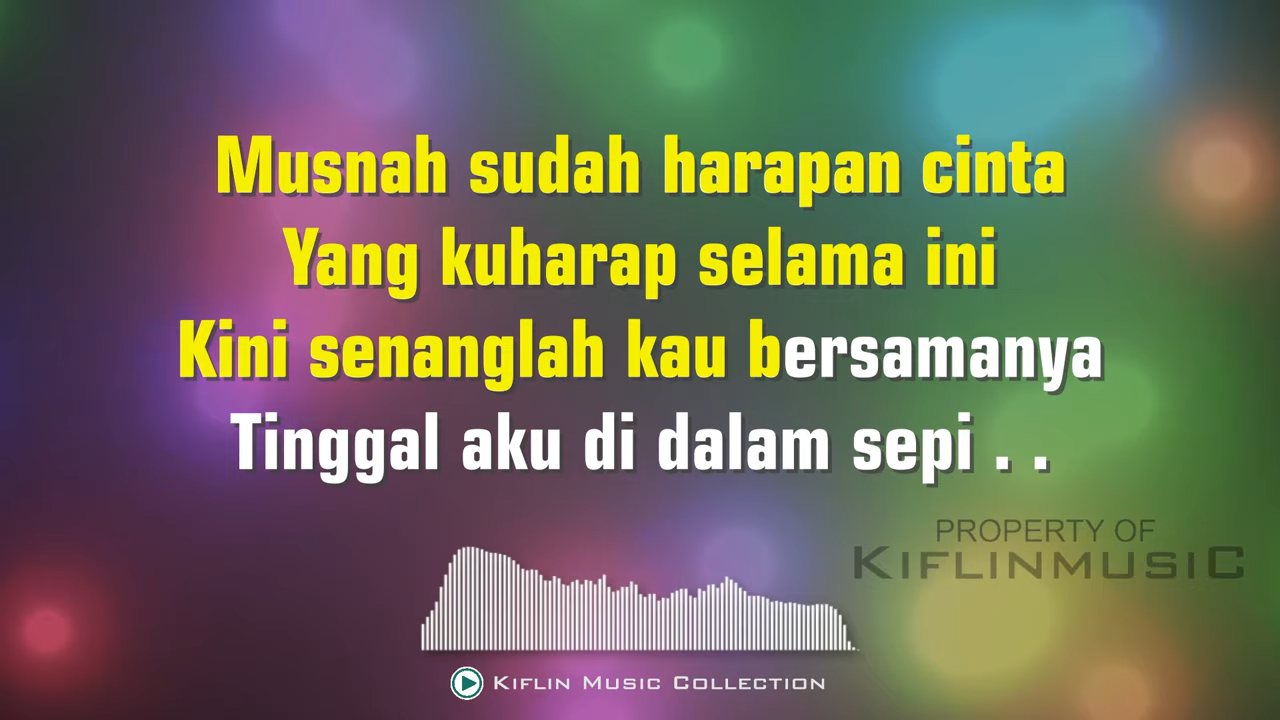 Musnah sudah harapan cinta
Yang kuharap selama ini
Kini senanglah kau bersamanya
Tinggal aku di dalam sepi . .
PROPERTY OF
KIFLINMUSIC
KIFLIN MUSIC COLLECTION